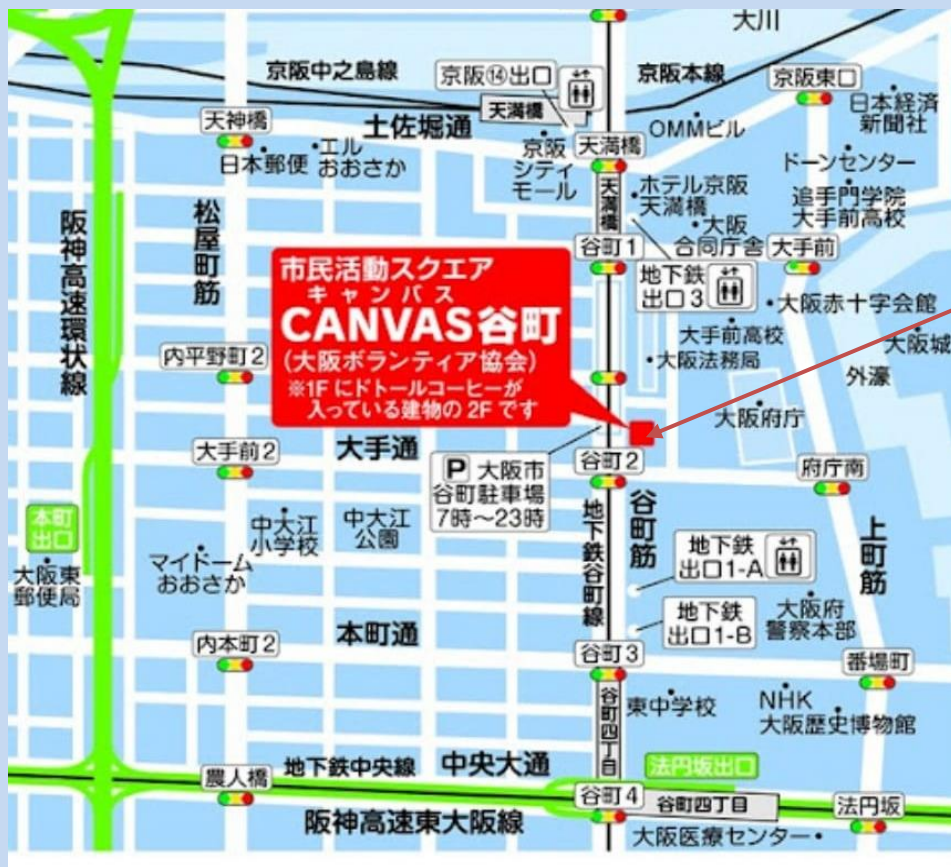 大川
京阪中之島線
京阪⑭出口
京阪本線
京阪東口
天満橋
日本経済
新聞社
天神橋
土佐堀通
OMMビル
日本郵便
エル
おおさか
京阪
シティ
モール
天満橋
ドーンセンター
ホテル京阪
天満橋
追手門学院
大手前高校
阪神高速環状線
松屋町筋
天満橋
大阪
合同庁舎
谷町1
大手前
市民活動スクエア
キャンバス
CANVAS谷町
(大阪ボランティア協会)
※1Fにドトールコーヒーが
入っている建物の2Fです
地下鉄
出口3
大阪赤十字会館
大手前高校
大阪法務局
大阪城
外濠
内平野町2
大阪府庁
大手前2
大手通
P 大阪市
谷町駐車場
7時〜23時
谷町2
府庁南
本町
出口
中大江
小学校
中大江
公園
地下鉄谷町線
谷町筋
上町筋
大阪東
郵便局
マイドーム
おおさか
地下鉄
出口1-A
地下鉄
出口1-B
大阪府
警察本部
内本町2
本町通
谷町3
番場町
谷町四丁目
東中学校
NHK
大阪歴史博物館
農人橋
地下鉄中央線
中央大通
法円坂出口
谷町4
谷町四丁目
法円坂
阪神高速東大阪線
大阪医療センター